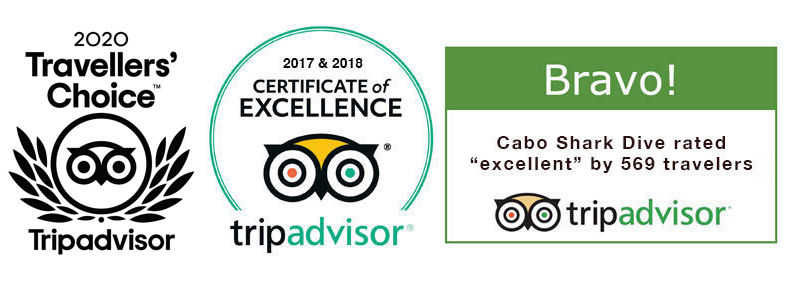 2020
Travellers'
Choice™
Tripadvisor
2017 & 2018
CERTIFICATE of
EXCELLENCE
®
tripadvisor®
Bravo!
Cabo Shark Dive rated
“excellent” by 569 travelers
tripadvisor®